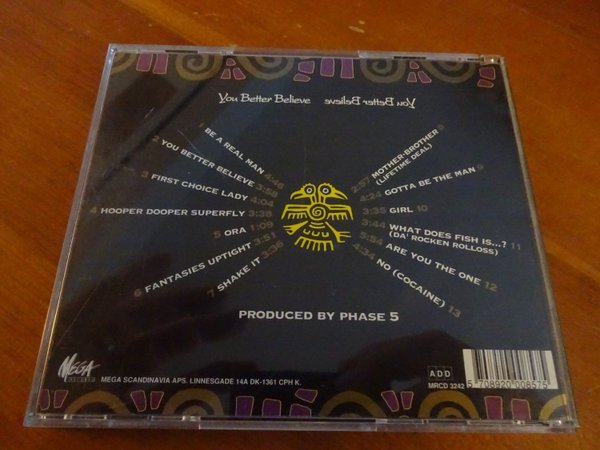 You Better Believe You Better Believe
1 BE A REAL MAN 4:46
2 YOU BETTER BELIEVE 3:58
3 FIRST CHOICE LADY 4:04
4 HOOPER DOOPER SUPERFLY 3:38
5 ORA 1:09
6 FANTASIES UPTIGHT 3:51
7 SHAKE IT 3:36
2:57 MOTHER-BROTHER 8
(LIFETIME DEAL)
4:24 GOTTA BE THE MAN 9
3:35 GIRL 10
3:44 WHAT DOES FISH IS...? 11
(DA' ROCKEN ROLLOSS)
5:54 ARE YOU THE ONE 12
4:34 NO (COCAINE) 13
PRODUCED BY PHASE 5
MEGA
MEGA SCANDINAVIA APS. LINNESGADE 14A DK-1361 CPH K.
ADD
MRCD 3242
5 708920 008575